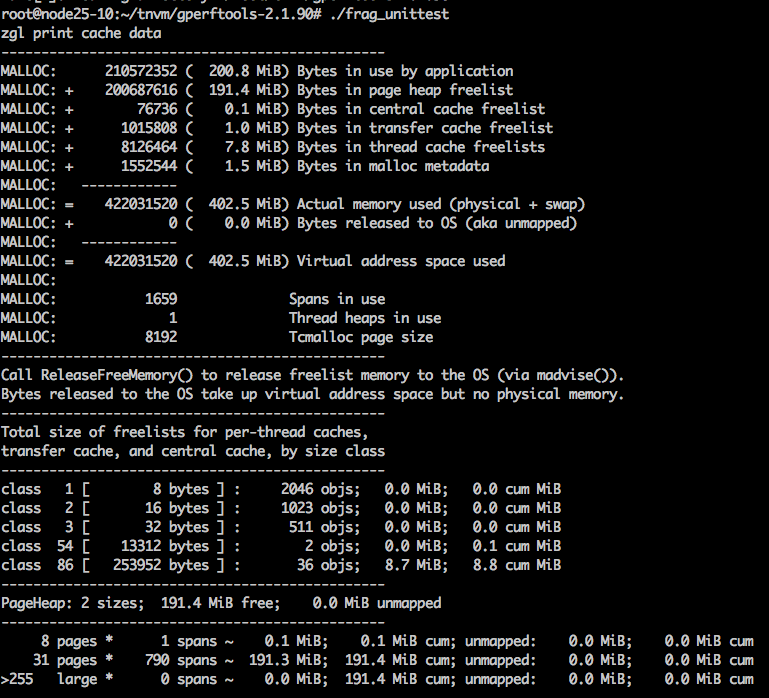 root@node25-10:~/tnvm/gperftools-2.1.90# ./frag_unittest
zgl print cache data
------------------------------------------------
MALLOC:      210572352 (  200.8 MiB) Bytes in use by application
MALLOC: +    200687616 (  191.4 MiB) Bytes in page heap freelist
MALLOC: +        76736 (    0.1 MiB) Bytes in central cache freelist
MALLOC: +      1015808 (    1.0 MiB) Bytes in transfer cache freelist
MALLOC: +      8126464 (    7.8 MiB) Bytes in thread cache freelists
MALLOC: +      1552544 (    1.5 MiB) Bytes in malloc metadata
MALLOC:   ------------
MALLOC: =    422031520 (  402.5 MiB) Actual memory used (physical + swap)
MALLOC: +            0 (    0.0 MiB) Bytes released to OS (aka unmapped)
MALLOC:   ------------
MALLOC: =    422031520 (  402.5 MiB) Virtual address space used
MALLOC:
MALLOC:           1659              Spans in use
MALLOC:              1              Thread heaps in use
MALLOC:           8192              Tcmalloc page size
------------------------------------------------
Call ReleaseFreeMemory() to release freelist memory to the OS (via madvise()).
Bytes released to the OS take up virtual address space but no physical memory.
------------------------------------------------
Total size of freelists for per-thread caches,
transfer cache, and central cache, by size class
------------------------------------------------
class   1 [        8 bytes ] :     2046 objs;   0.0 MiB;   0.0 cum MiB
class   2 [       16 bytes ] :     1023 objs;   0.0 MiB;   0.0 cum MiB
class   3 [       32 bytes ] :      511 objs;   0.0 MiB;   0.0 cum MiB
class  54 [    13312 bytes ] :        2 objs;   0.0 MiB;   0.1 cum MiB
class  86 [   253952 bytes ] :       36 objs;   8.7 MiB;   8.8 cum MiB
------------------------------------------------
PageHeap: 2 sizes;  191.4 MiB free;    0.0 MiB unmapped
------------------------------------------------
     8 pages *      1 spans ~    0.1 MiB;    0.1 MiB cum; unmapped:    0.0 MiB;    0.0 MiB cum
    31 pages *    790 spans ~  191.3 MiB;  191.4 MiB cum; unmapped:    0.0 MiB;    0.0 MiB cum
>255   large *      0 spans ~    0.0 MiB;  191.4 MiB cum; unmapped:    0.0 MiB;    0.0 MiB cum